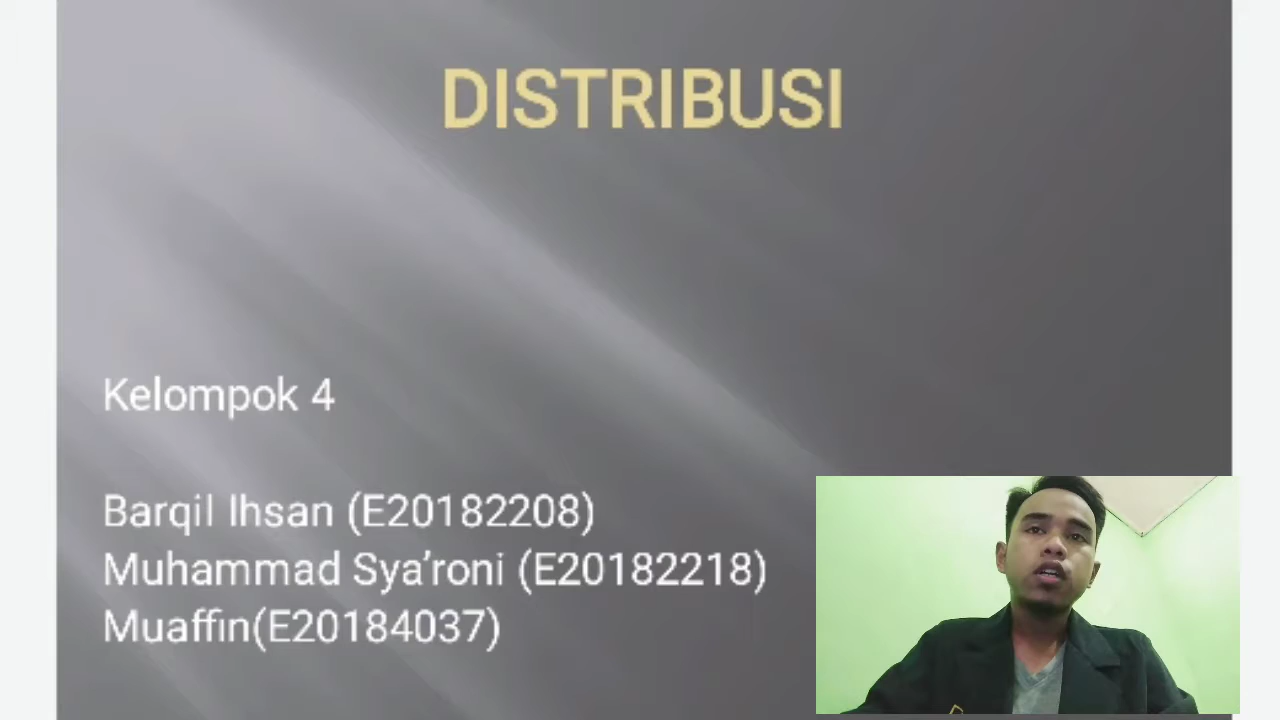 DISTRIBUSI
Kelompok 4
Barqil Ihsan (E20182208)
Muhammad Sya’roni (E20182218)
Muaffin(E20184037)